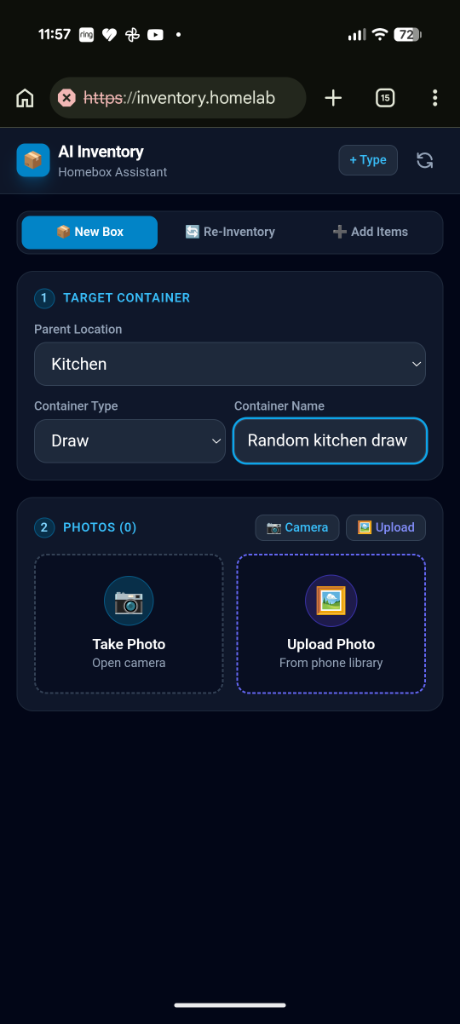 11:57 ring 72
https://inventory.homelab 15
AI Inventory
Homebox Assistant
+ Type
New Box Re-Inventory Add Items
1 TARGET CONTAINER
Parent Location
Kitchen
Container Type Container Name
Draw Random kitchen draw
2 PHOTOS (0) Camera Upload
Take Photo Upload Photo
Open camera From phone library